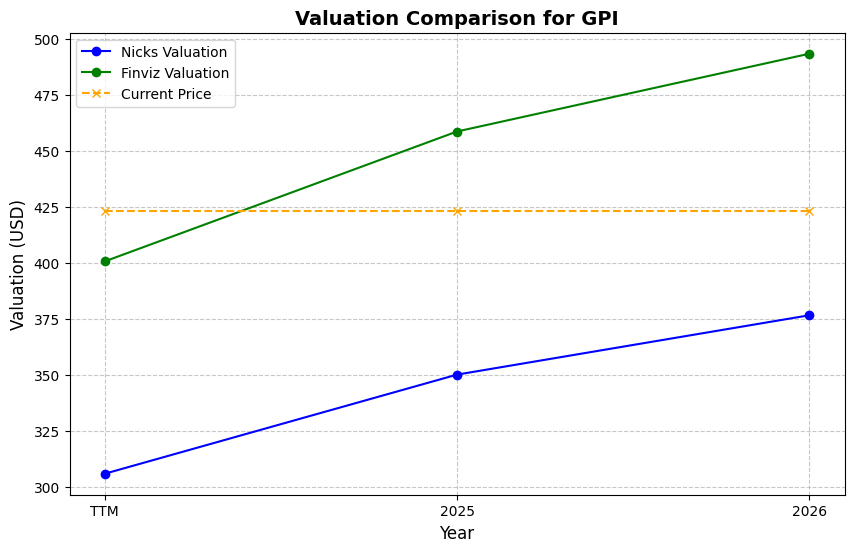 Valuation Comparison for GPI
Nicks Valuation
Finviz Valuation
Current Price
Valuation (USD)
500
475
450
425
400
375
350
325
300
TTM 2025 2026
Year